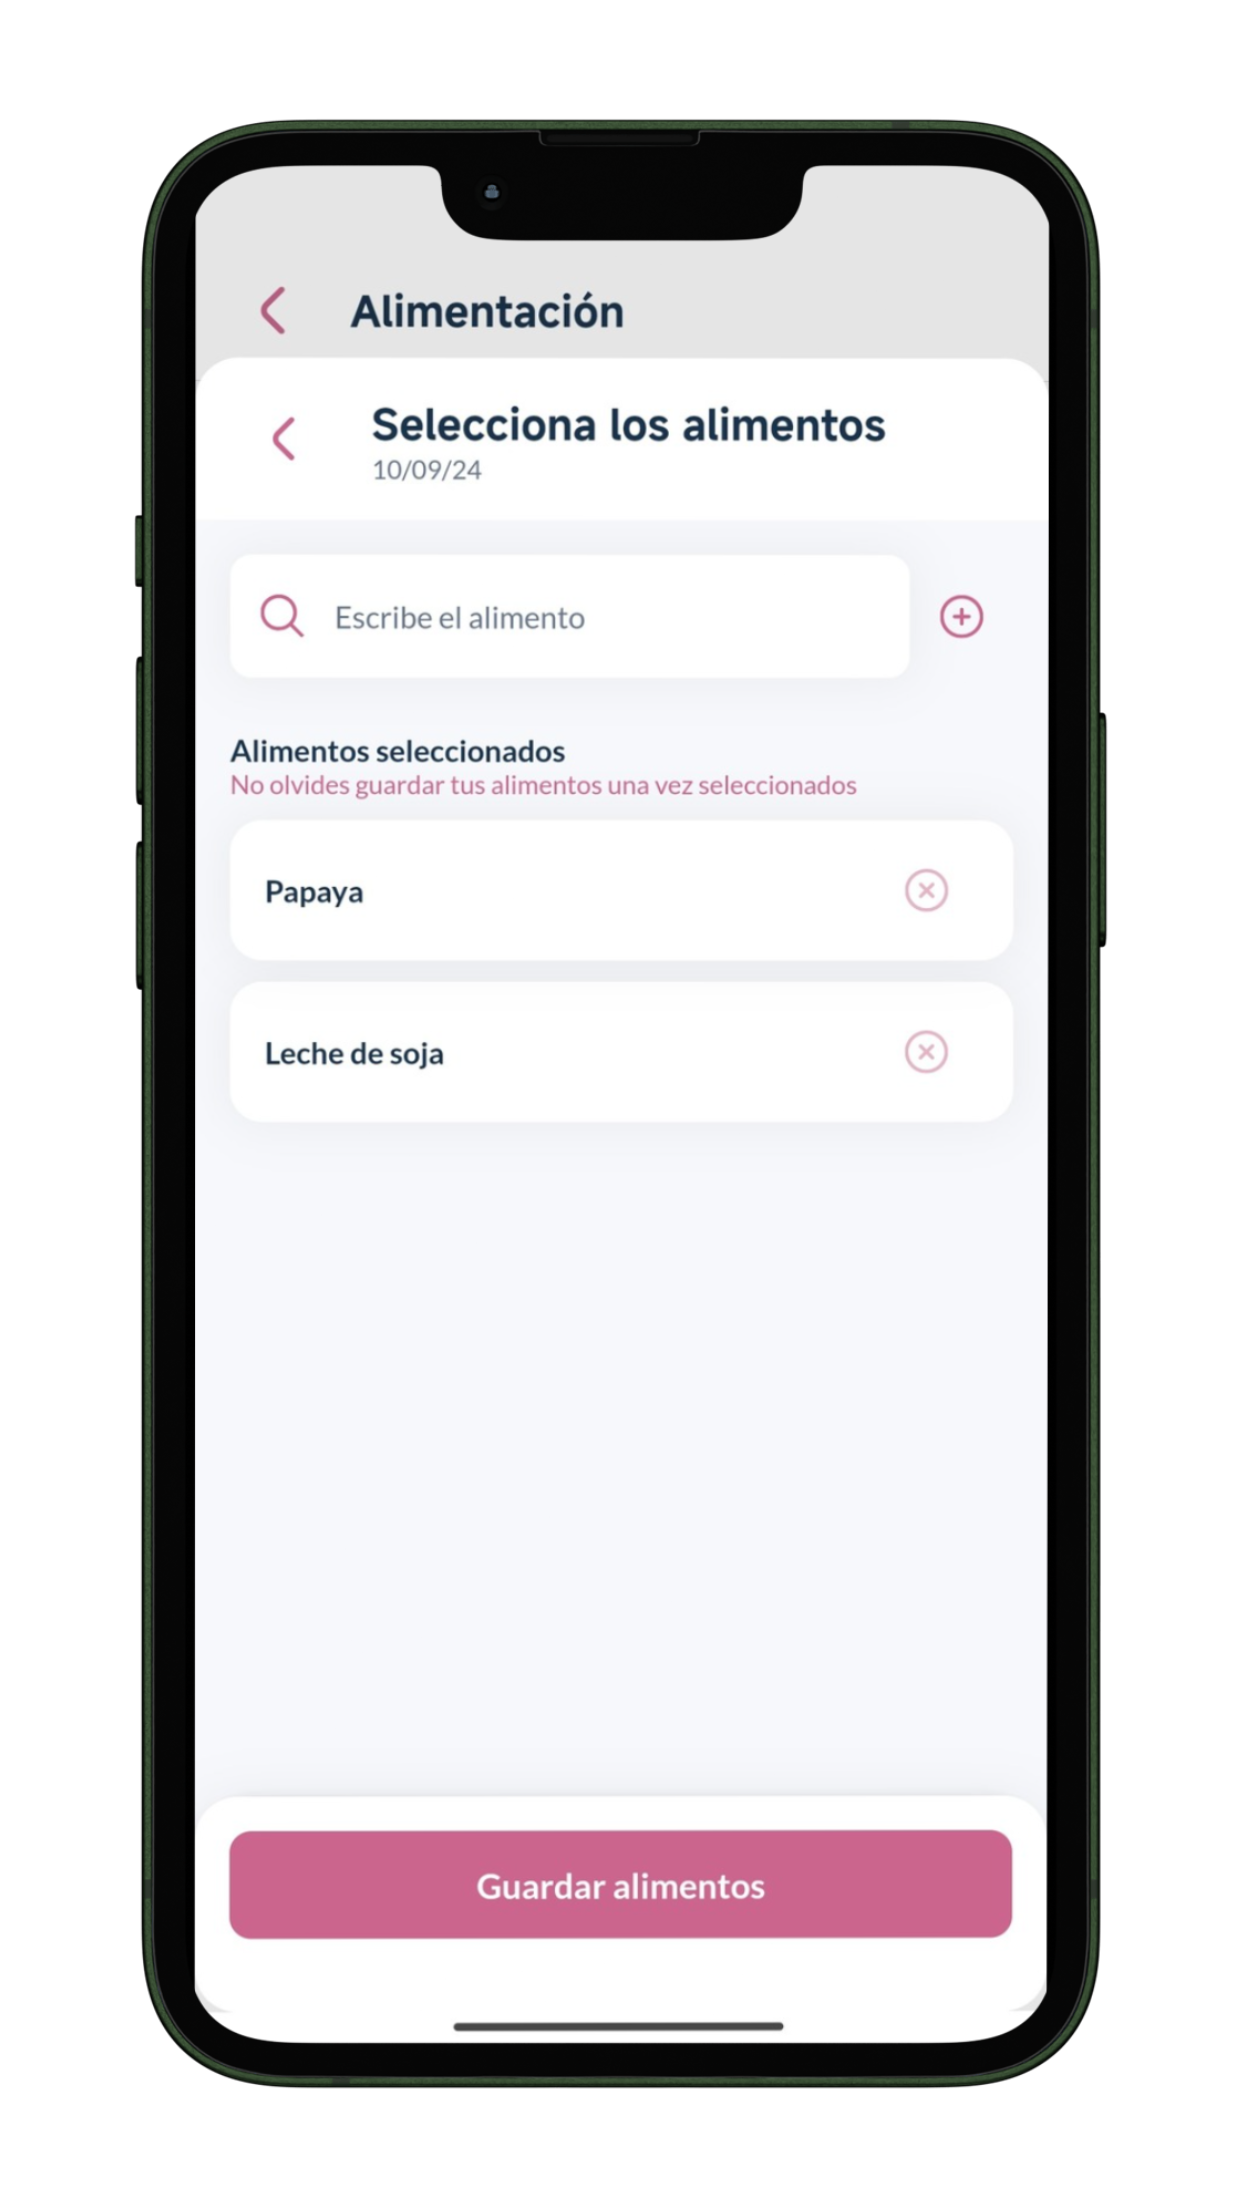 Alimentación
Selecciona los alimentos
10/09/24
Escribe el alimento
Alimentos seleccionados
No olvides guardar tus alimentos una vez seleccionados
Papaya
Leche de soja
Guardar alimentos